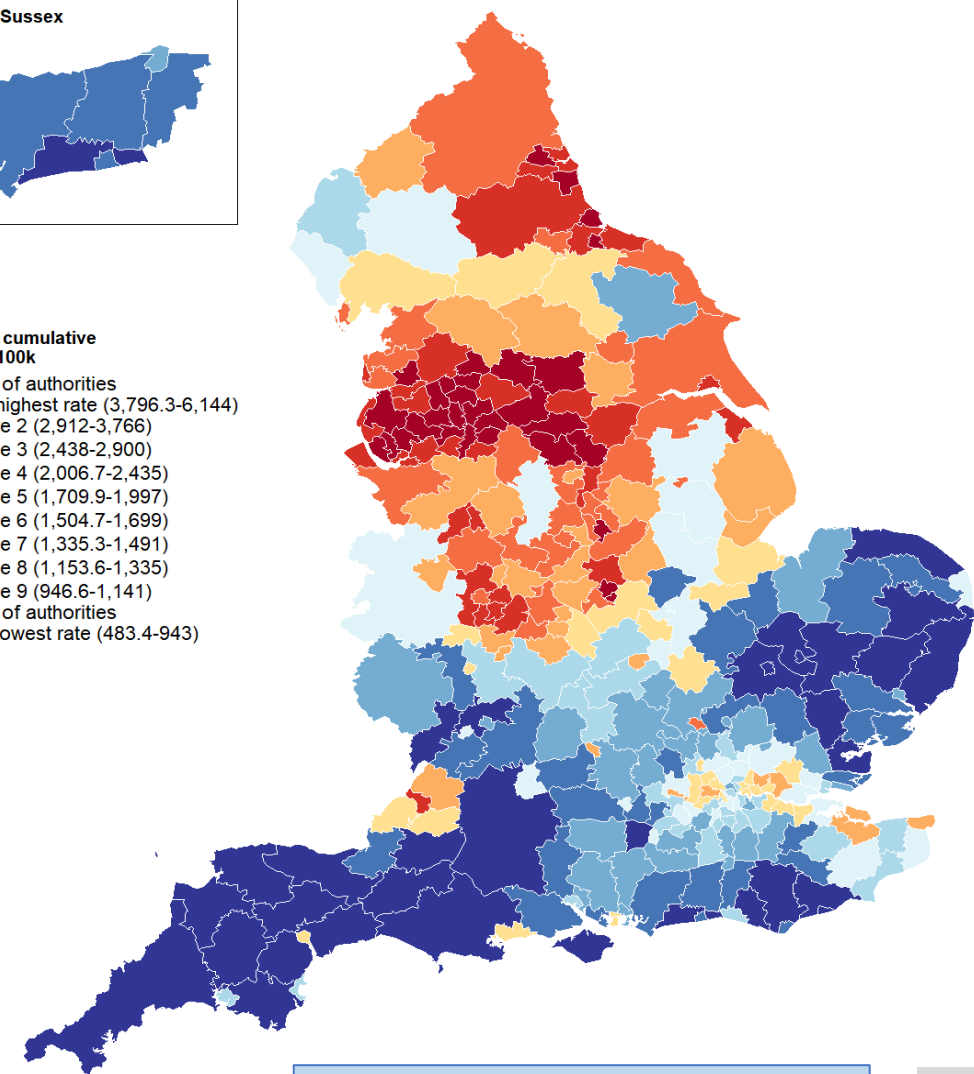 Sussex
cumulative
100k
of authorities
highest rate (3,796.3-6,144)
e 2 (2,912-3,766)
e 3 (2,438-2,900)
e 4 (2,006.7-2,435)
e 5 (1,709.9-1,997)
e 6 (1,504.7-1,699)
e 7 (1,335.3-1,491)
e 8 (1,153.6-1,335)
e 9 (946.6-1,141)
of authorities
owest rate (483.4-943)